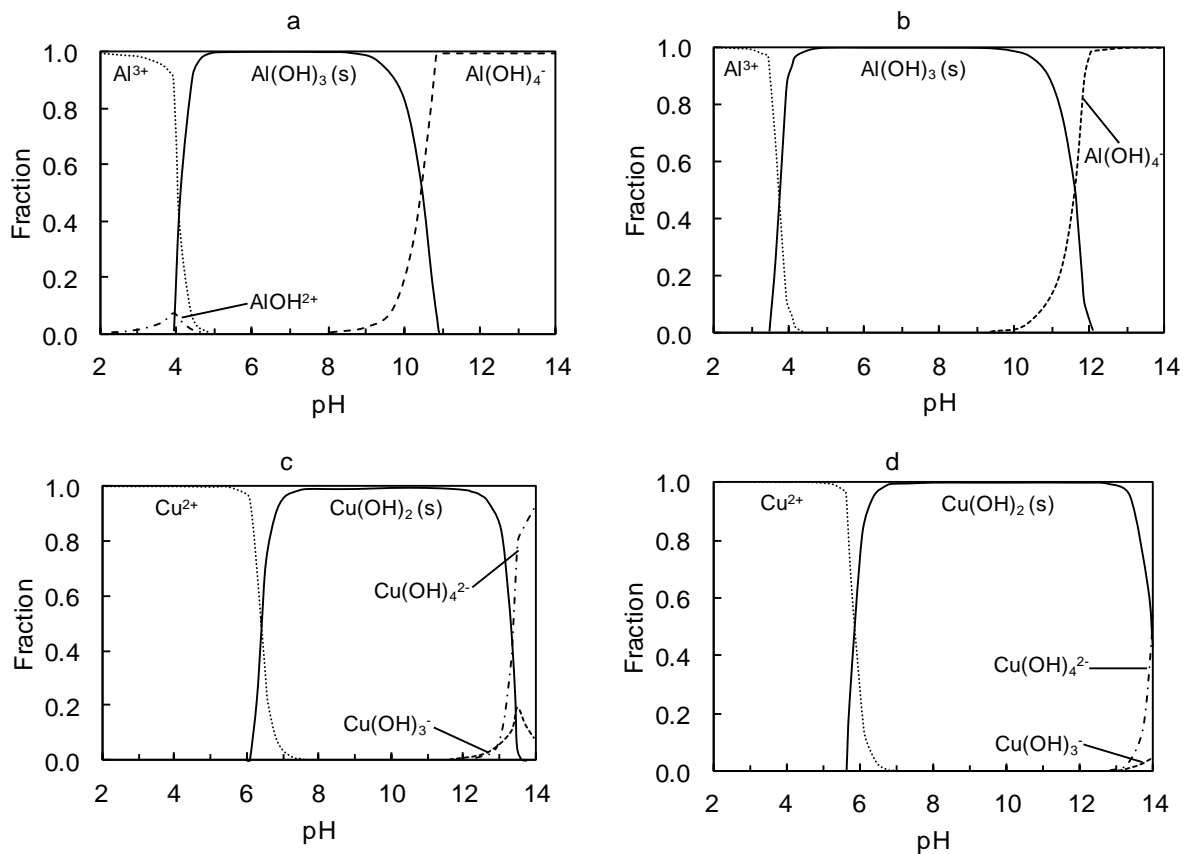 a
1.0
0.8
0.6
0.4
0.2
0.0
Fraction
Al³⁺
Al(OH)₃ (s)
Al(OH)₄⁻
AlOH²⁺
2 4 6 8 10 12 14
pH
b
1.0
0.8
0.6
0.4
0.2
0.0
Fraction
Al³⁺
Al(OH)₃ (s)
Al(OH)₄⁻
2 4 6 8 10 12 14
pH
c
1.0
0.8
0.6
0.4
0.2
0.0
Fraction
Cu²⁺
Cu(OH)₂ (s)
Cu(OH)₄²⁻
Cu(OH)₃⁻
2 4 6 8 10 12 14
pH
d
1.0
0.8
0.6
0.4
0.2
0.0
Fraction
Cu²⁺
Cu(OH)₂ (s)
Cu(OH)₄²⁻
Cu(OH)₃⁻
2 4 6 8 10 12 14
pH